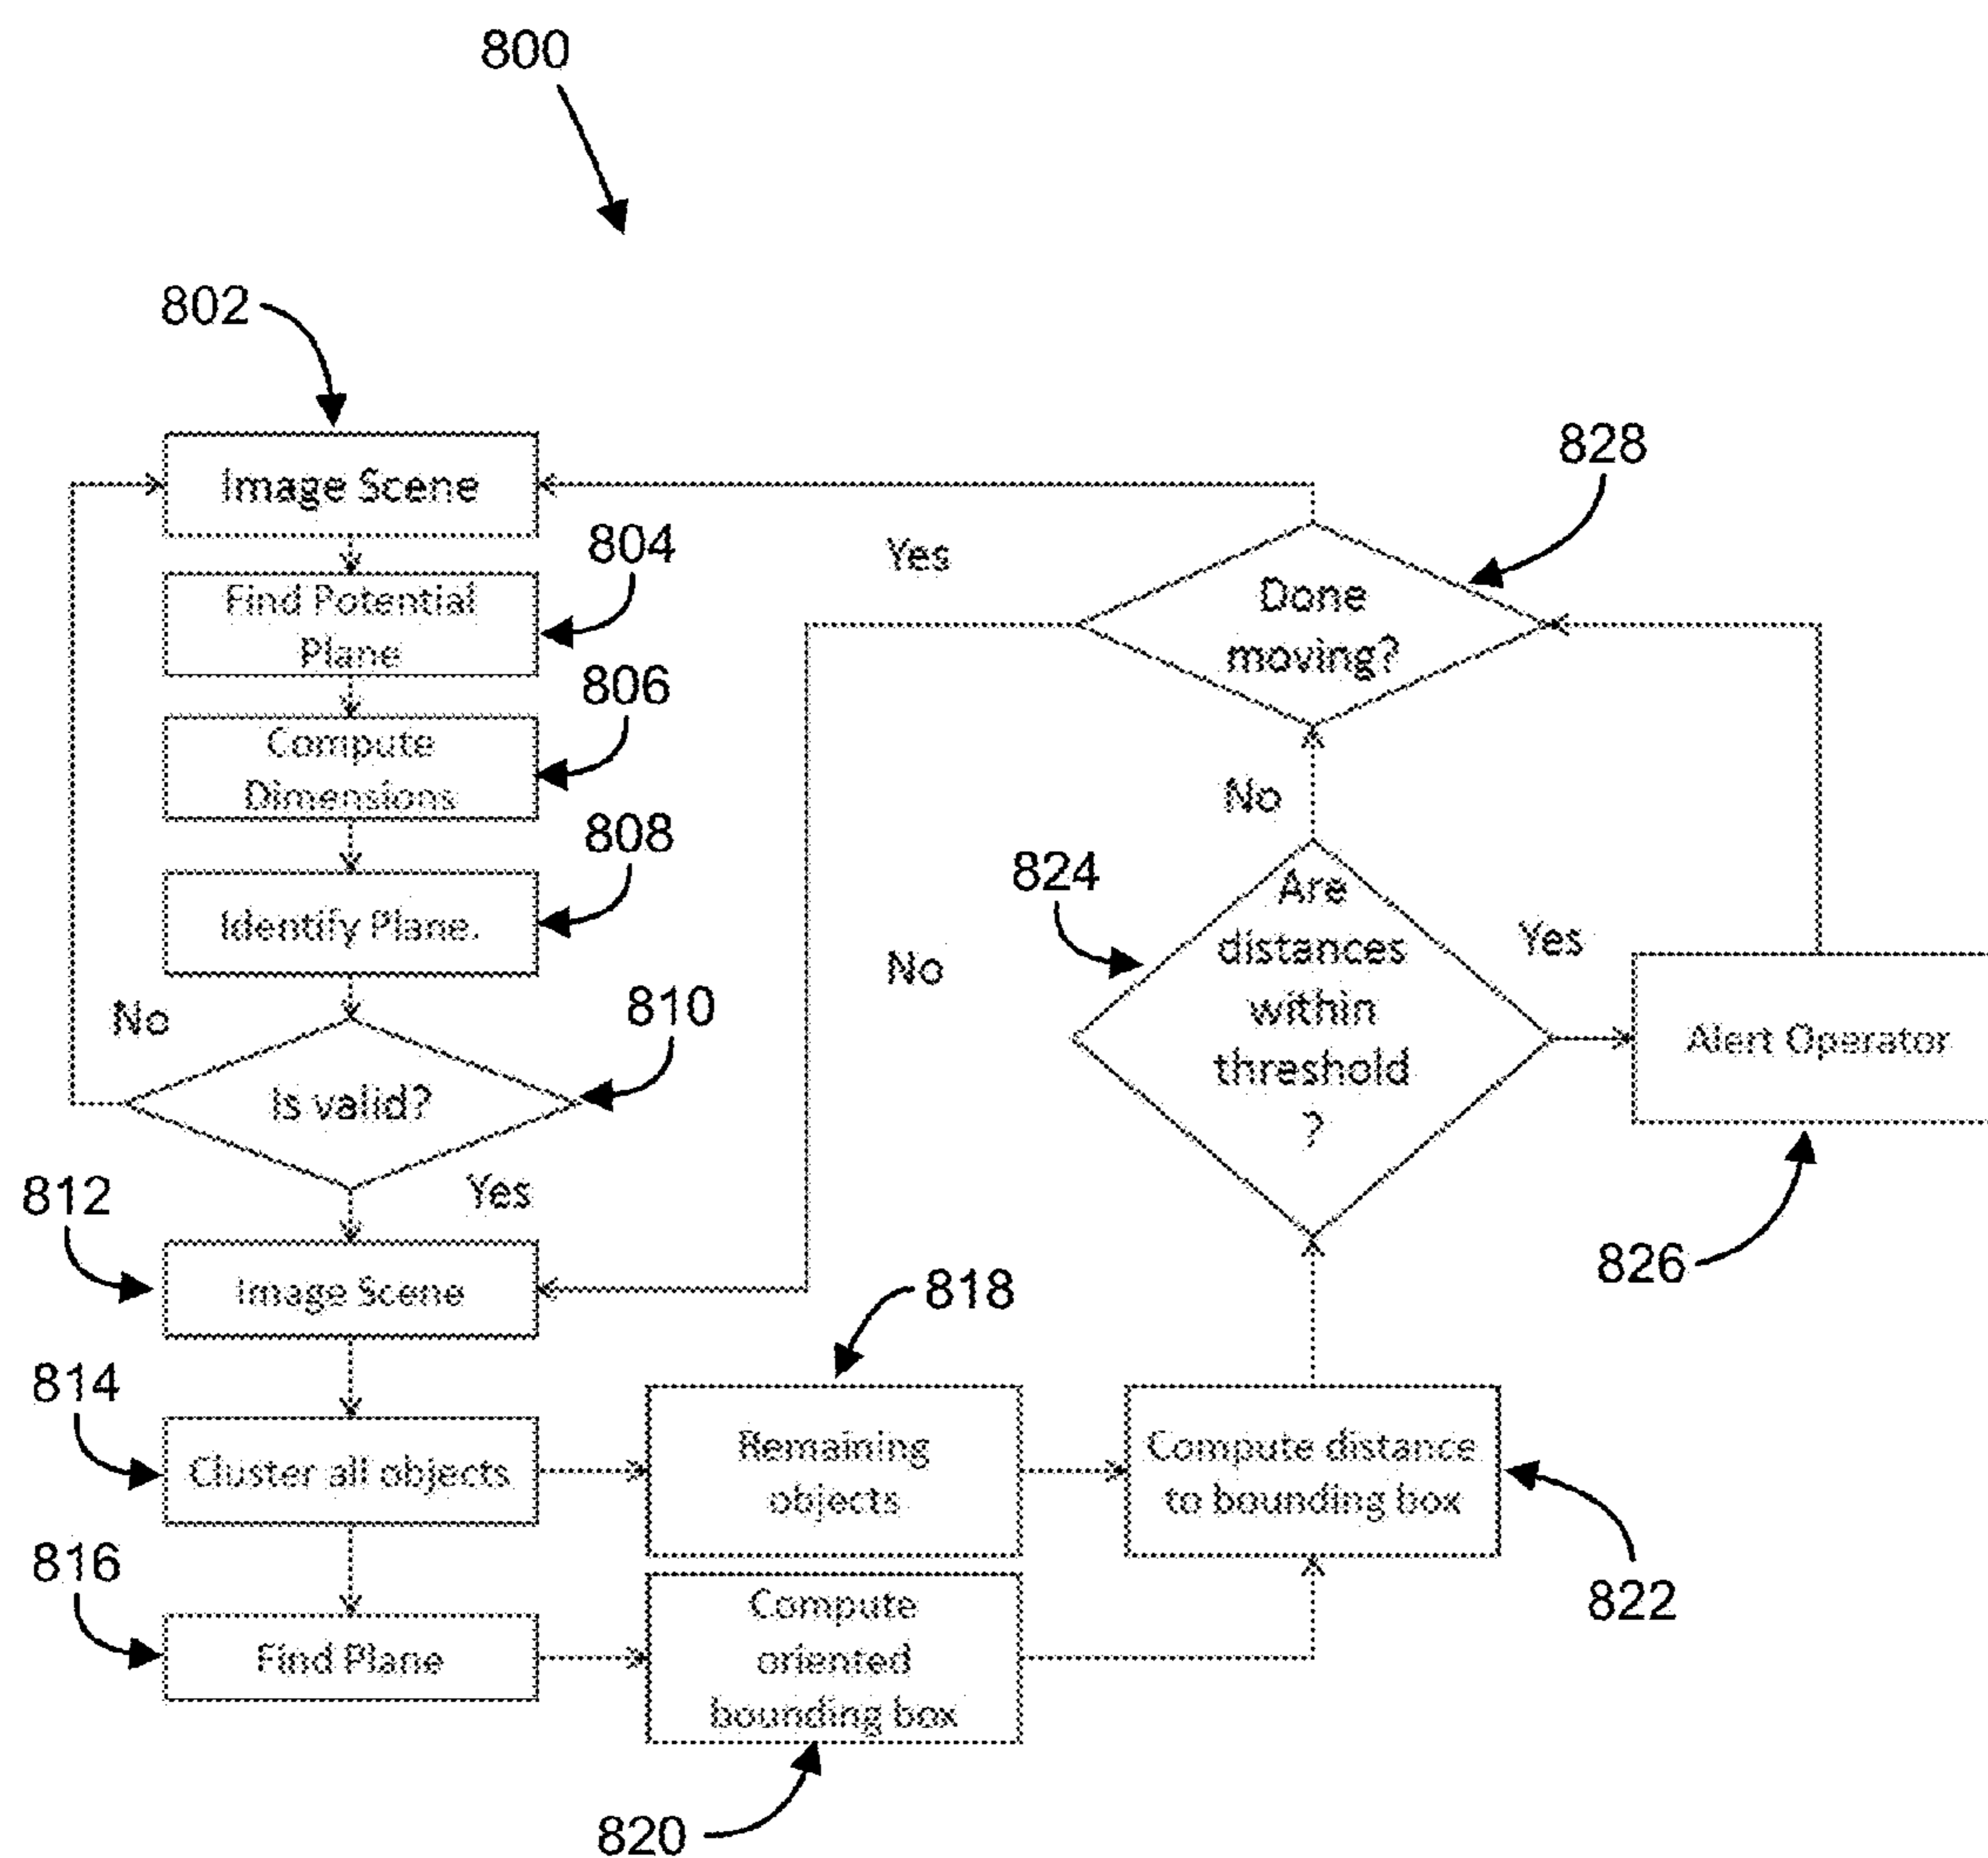 800
802
Image Scene
804
Find Potential
Plane
806
Compute
Dimensions
808
Identify Plane.
No
810
Is valid?
Yes
812
Image Scene
814
Cluster all objects
816
Find Plane
818
Remaining
objects
820
Compute
oriented
bounding box
822
Compute distance
to bounding box
824
Are
distances
within
threshold
?
Yes
No
826
Alert Operator
828
Done
moving?
Yes
No